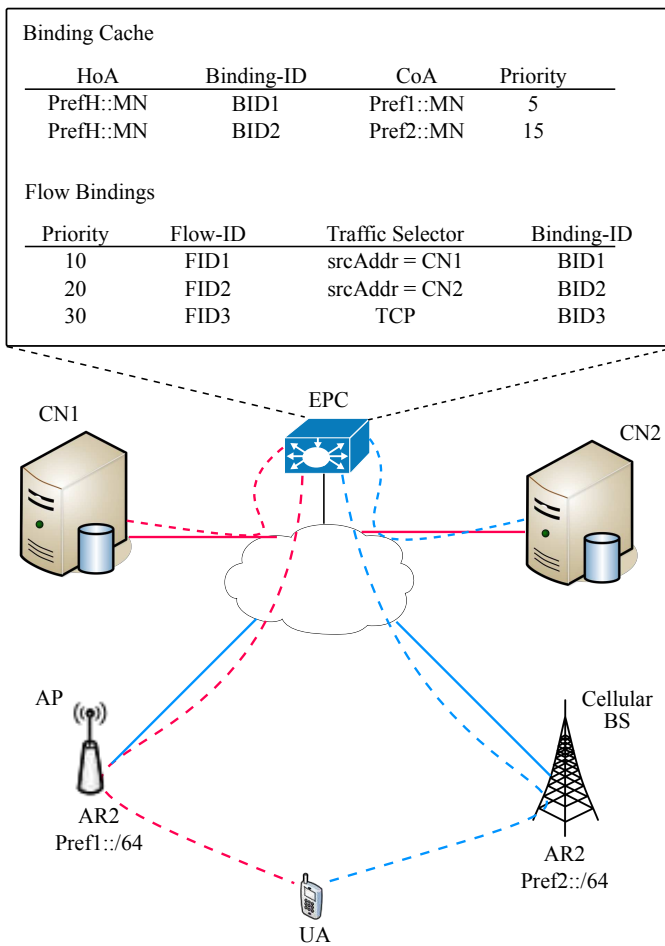 Binding Cache
HoA Binding-ID CoA Priority
PrefH::MN BID1 Pref1::MN 5
PrefH::MN BID2 Pref2::MN 15
Flow Bindings
Priority Flow-ID Traffic Selector Binding-ID
10 FID1 srcAddr = CN1 BID1
20 FID2 srcAddr = CN2 BID2
30 FID3 TCP BID3
EPC
CN1
CN2
AP
Cellular
BS
AR2
Pref1::/64
AR2
Pref2::/64
UA